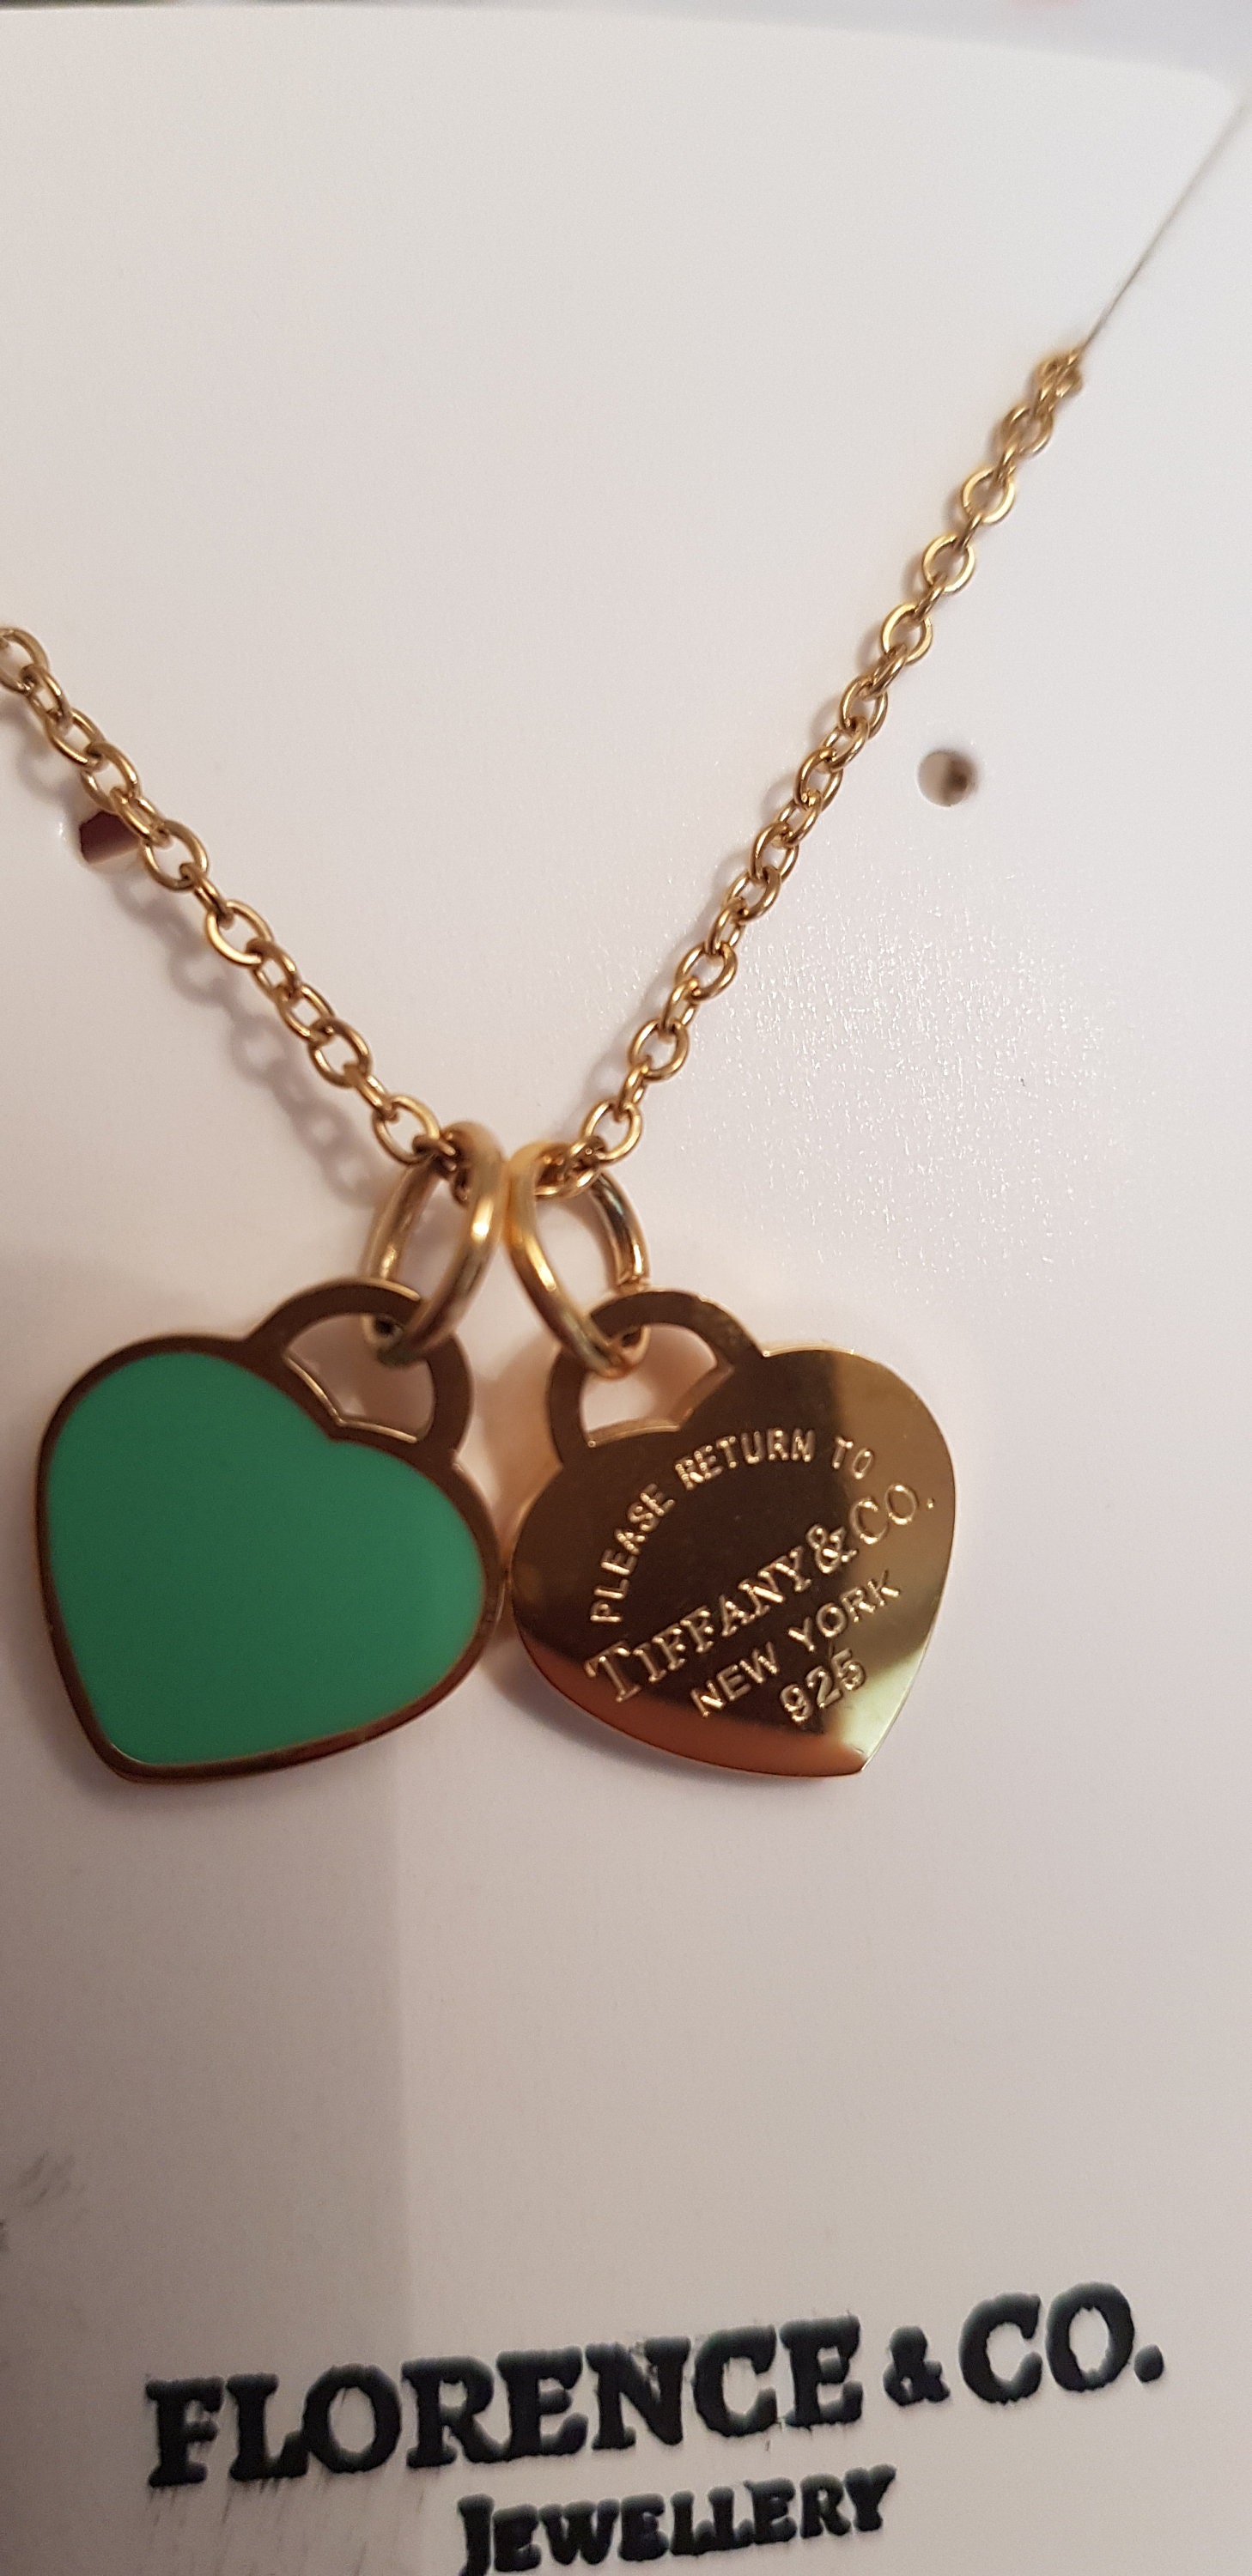 PLEASE RETURN TO
TIFFANY & CO.
NEW YORK
925
FLORENCE & CO.
JEWELLERY